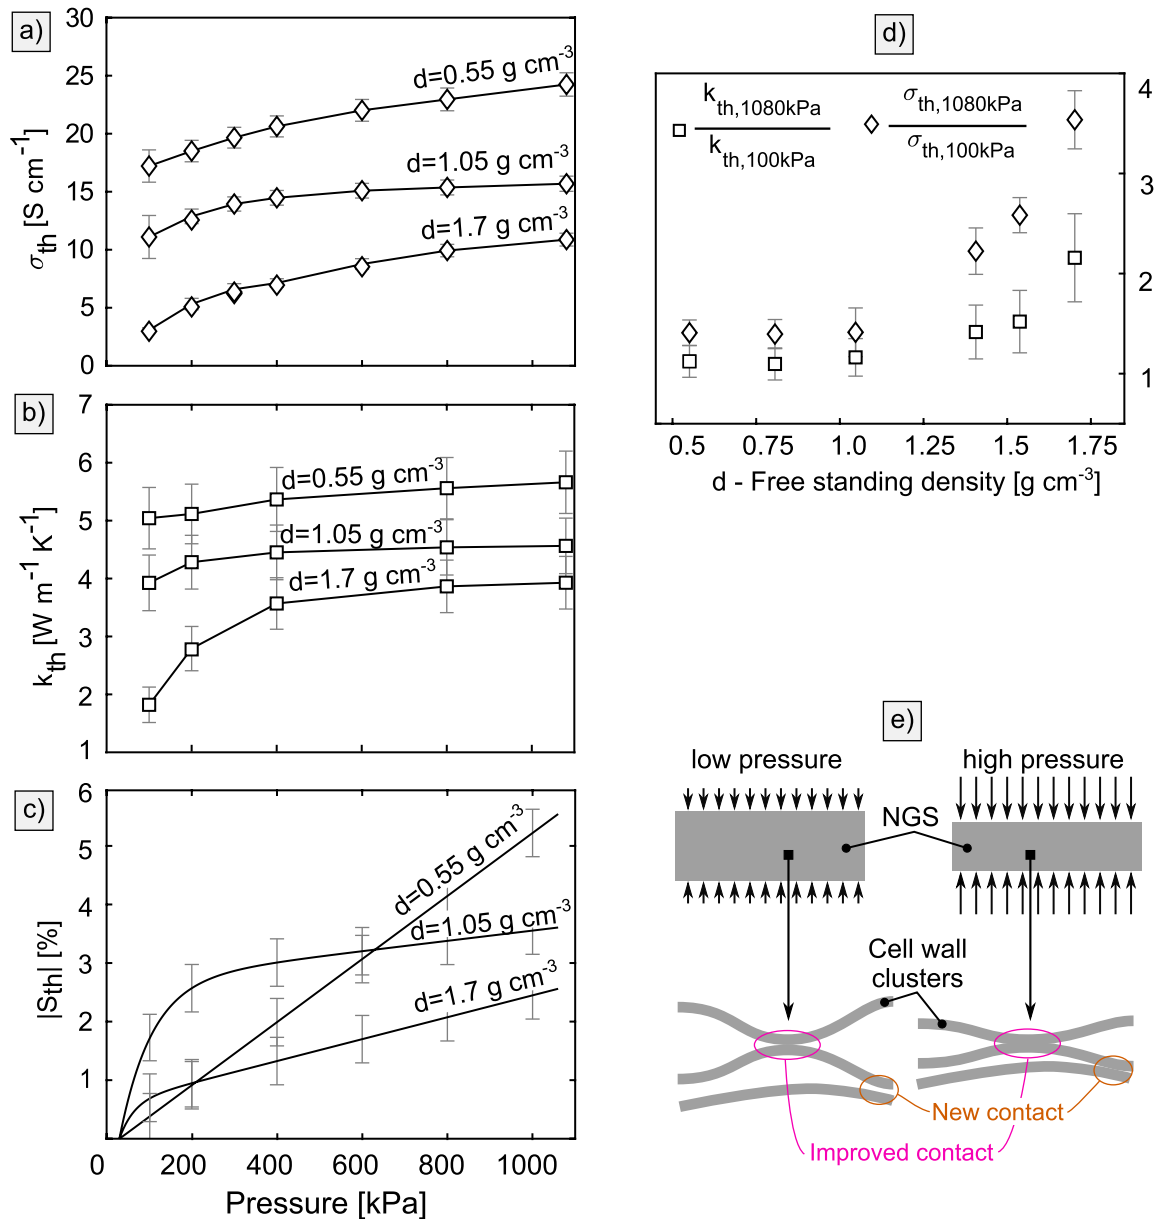 a)
30
25
20
15
10
5
0
σth [S cm-1]
d=0.55 g cm-3
d=1.05 g cm-3
d=1.7 g cm-3
b)
7
6
5
4
3
2
1
kth [W m-1 K-1]
d=0.55 g cm-3
d=1.05 g cm-3
d=1.7 g cm-3
c)
6
5
4
3
2
1
|Sth| [%]
d=0.55 g cm-3
d=1.05 g cm-3
d=1.7 g cm-3
0 200 400 600 800 1000
Pressure [kPa]
d)
kth,1080kPa
kth,100kPa
σth,1080kPa
σth,100kPa
4
3
2
1
0.5 0.75 1.0 1.25 1.5 1.75
d - Free standing density [g cm-3]
e)
low pressure
high pressure
NGS
Cell wall
clusters
New contact
Improved contact